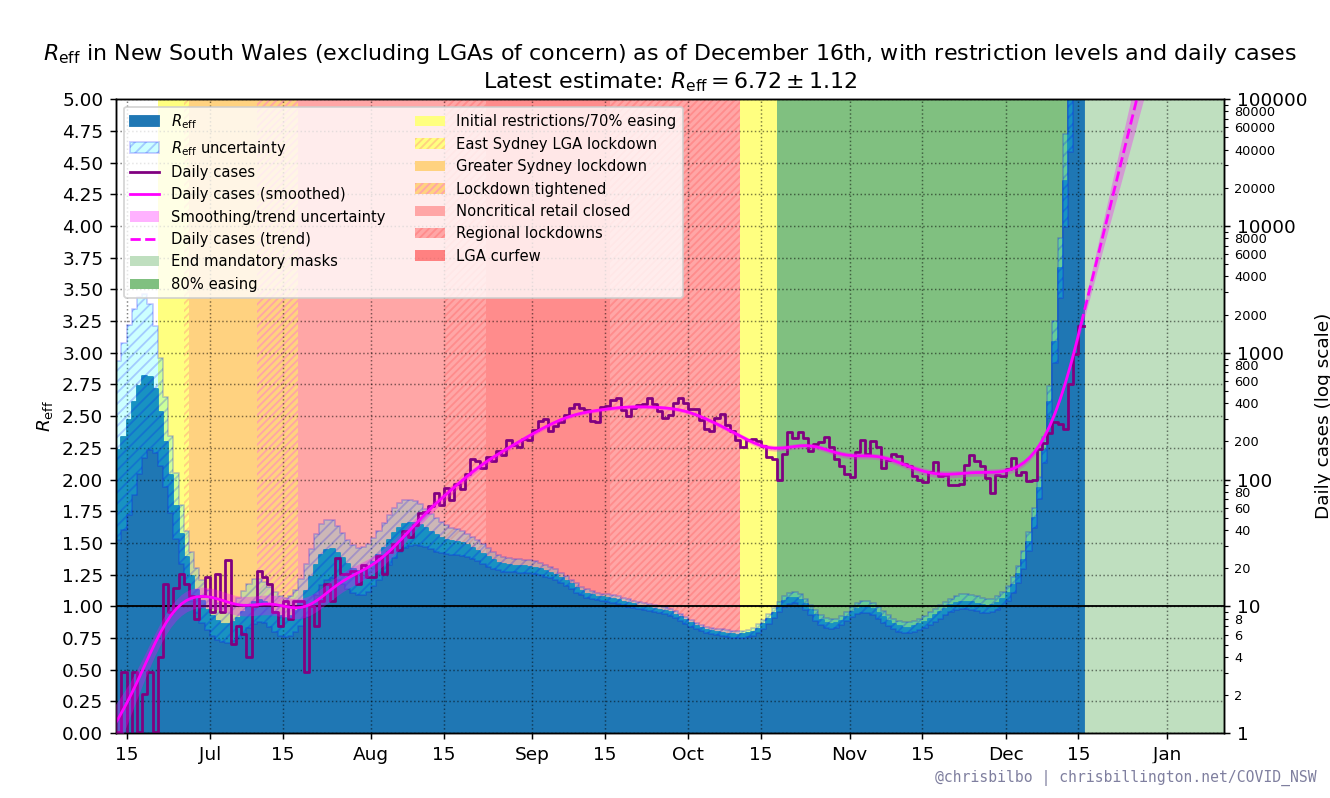 R_eff in New South Wales (excluding LGAs of concern) as of December 16th, with restriction levels and daily cases
Latest estimate: R_eff = 6.72 ± 1.12
R_eff
R_eff uncertainty
Daily cases
Daily cases (smoothed)
Smoothing/trend uncertainty
Daily cases (trend)
End mandatory masks
80% easing
Initial restrictions/70% easing
East Sydney LGA lockdown
Greater Sydney lockdown
Lockdown tightened
Noncritical retail closed
Regional lockdowns
LGA curfew
R_eff
5.00
4.75
4.50
4.25
4.00
3.75
3.50
3.25
3.00
2.75
2.50
2.25
2.00
1.75
1.50
1.25
1.00
0.75
0.50
0.25
0.00
15 Jul 15 Aug 15 Sep 15 Oct 15 Nov 15 Dec 15 Jan
100000
80000
60000
40000
20000
10000
8000
6000
4000
2000
1000
800
600
400
200
100
80
60
40
20
10
8
6
4
2
1
Daily cases (log scale)
@chrisbilbo | chrisbillington.net/COVID_NSW